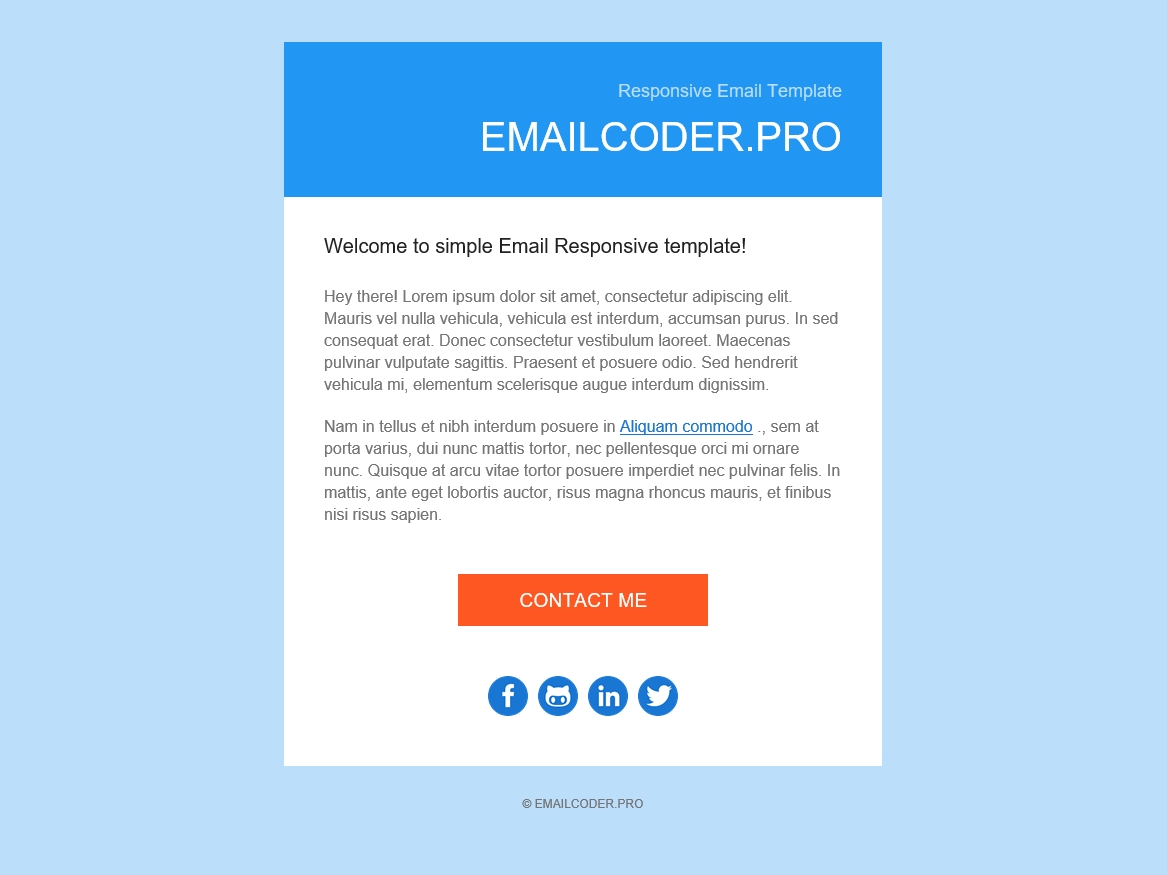 Responsive Email Template
EMAILCODER.PRO
Welcome to simple Email Responsive template!
Hey there! Lorem ipsum dolor sit amet, consectetur adipiscing elit.
Mauris vel nulla vehicula, vehicula est interdum, accumsan purus. In sed
consequat erat. Donec consectetur vestibulum laoreet. Maecenas
pulvinar vulputate sagittis. Praesent et posuere odio. Sed hendrerit
vehicula mi, elementum scelerisque augue interdum dignissim.
Nam in tellus et nibh interdum posuere in Aliquam commodo ., sem at
porta varius, dui nunc mattis tortor, nec pellentesque orci mi ornare
nunc. Quisque at arcu vitae tortor posuere imperdiet nec pulvinar felis. In
mattis, ante eget lobortis auctor, risus magna rhoncus mauris, et finibus
nisi risus sapien.
CONTACT ME
f in
© EMAILCODER.PRO